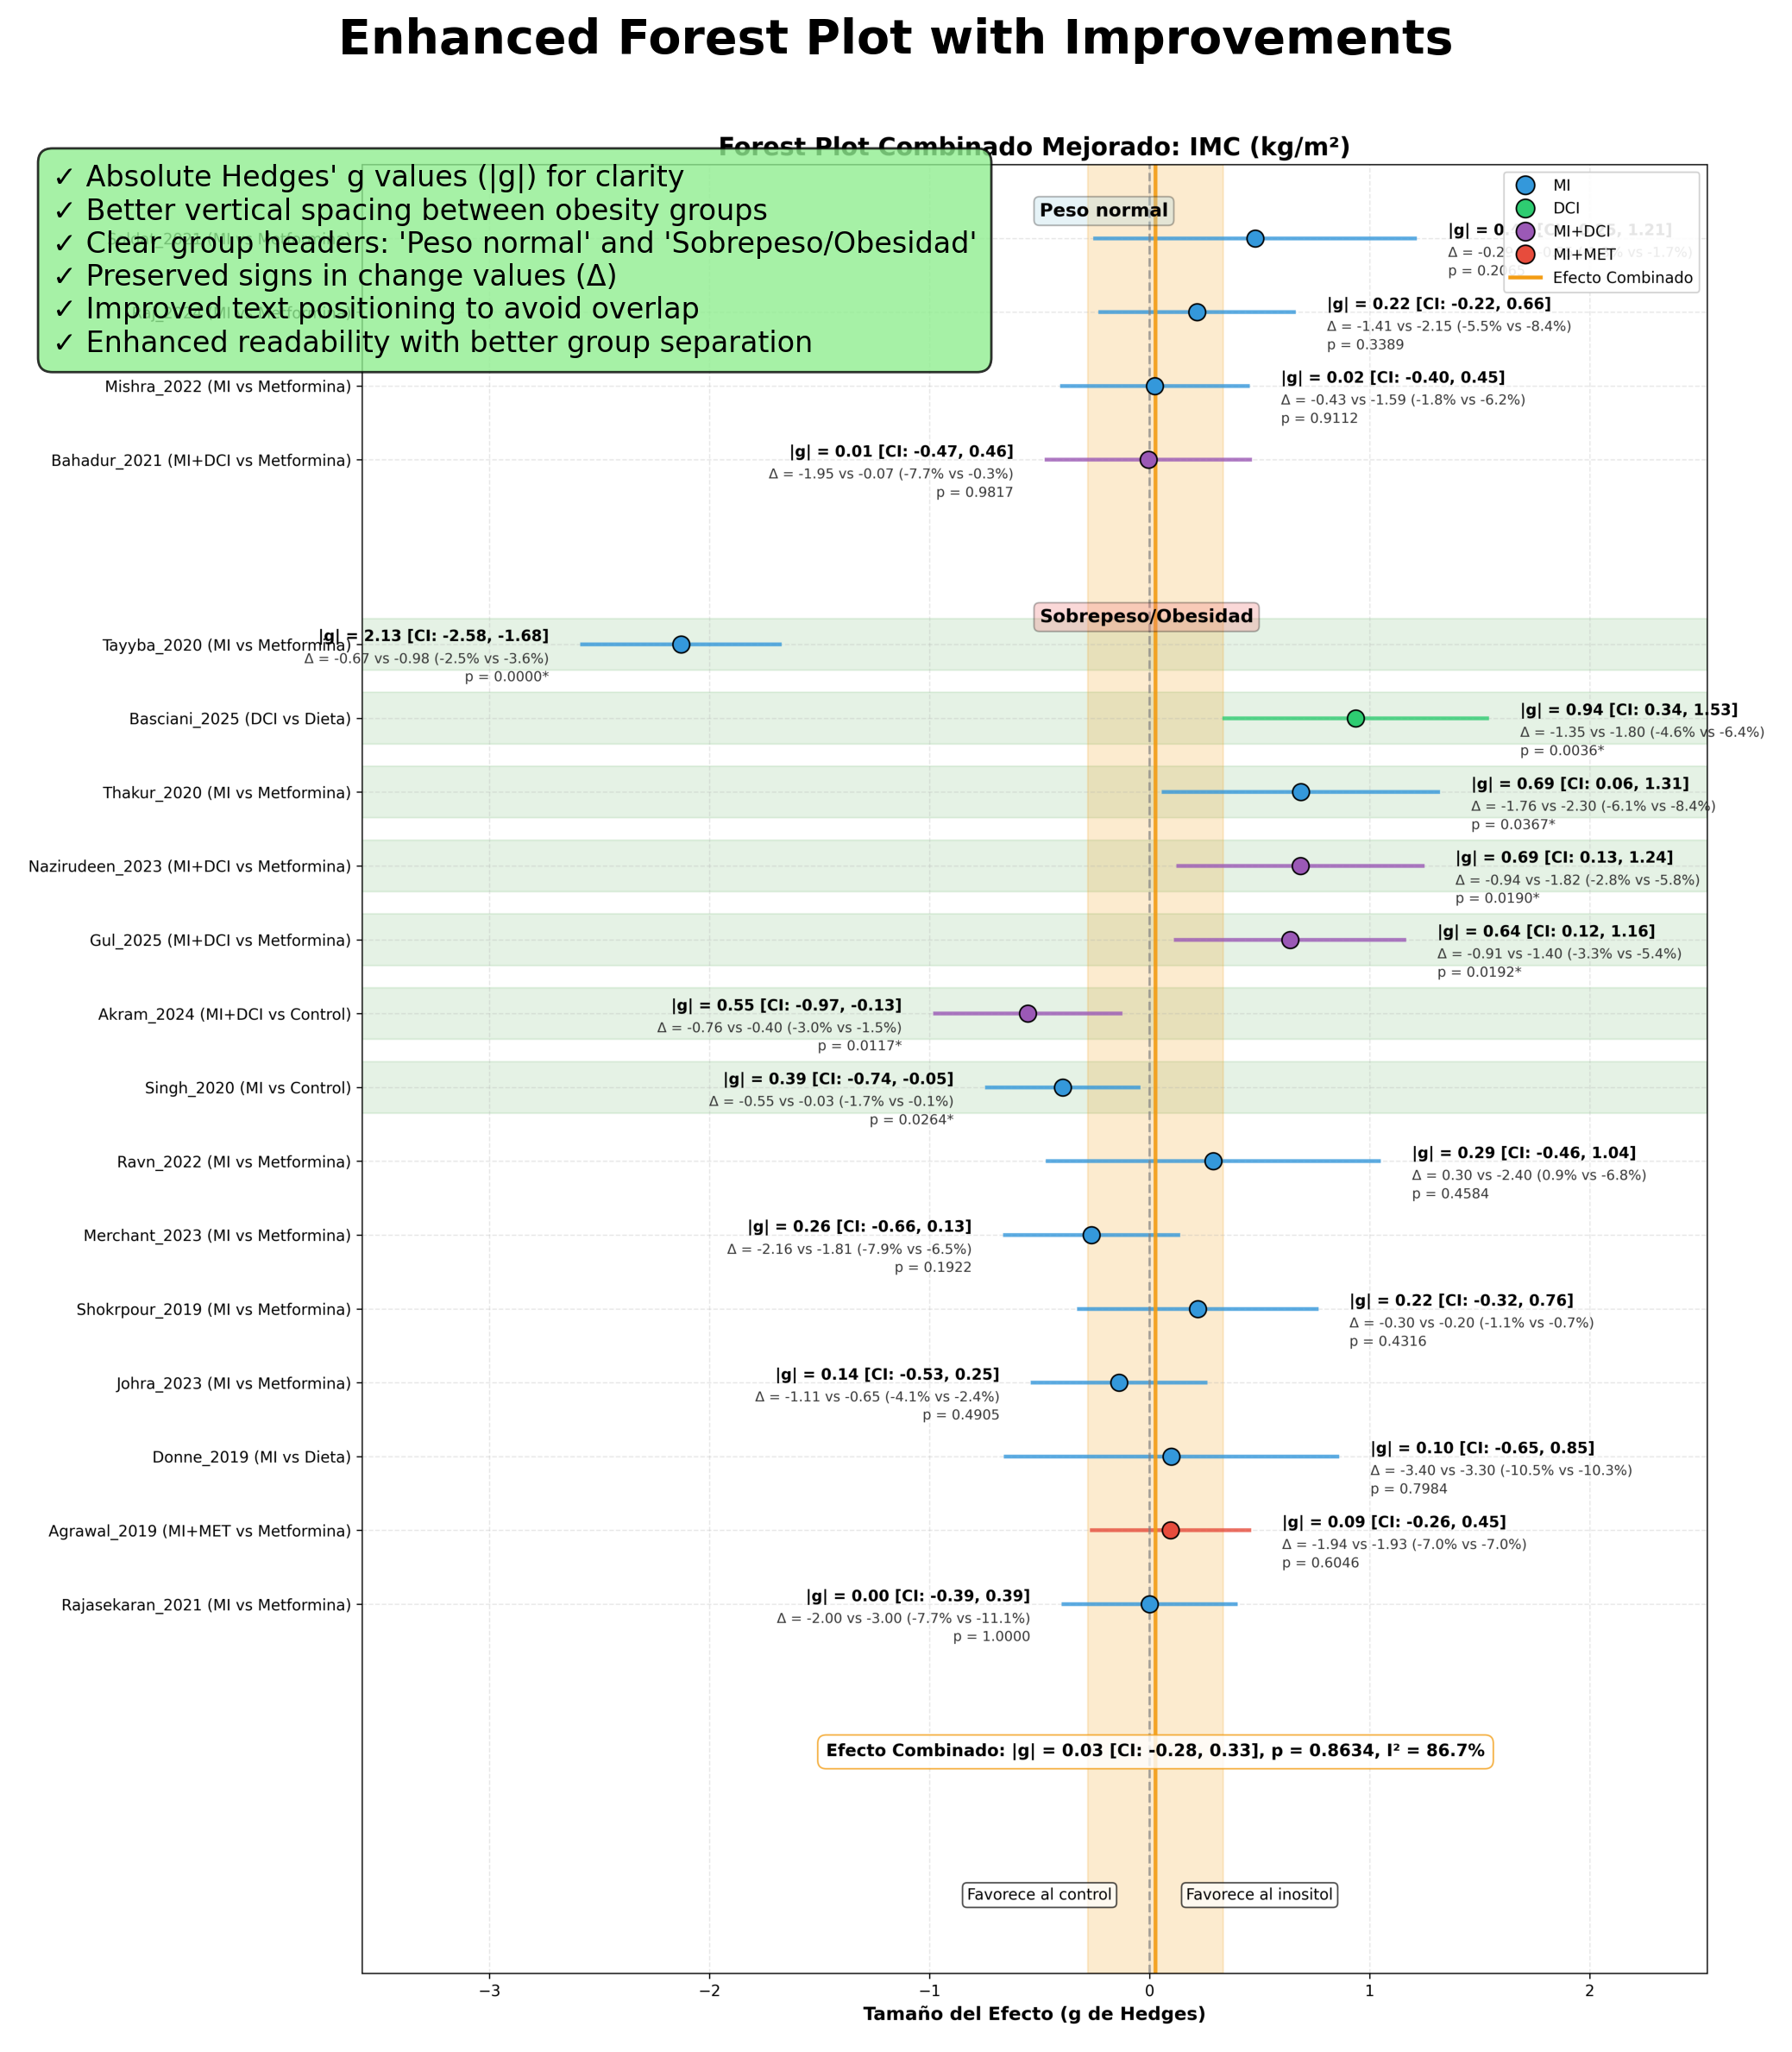 Enhanced Forest Plot with Improvements
Forest Plot Combinado Mejorado: IMC (kg/m²)
✓ Absolute Hedges' g values (|g|) for clarity
✓ Better vertical spacing between obesity groups
✓ Clear group headers: 'Peso normal' and 'Sobrepeso/Obesidad'
✓ Preserved signs in change values (Δ)
✓ Improved text positioning to avoid overlap
✓ Enhanced readability with better group separation
MI
DCI
MI+DCI
MI+MET
Efecto Combinado
Peso normal
|g| = 0. 1.21]
Δ = -0.2 vs -1.7%)
p = 0.20
|g| = 0.22 [CI: -0.22, 0.66]
Δ = -1.41 vs -2.15 (-5.5% vs -8.4%)
p = 0.3389
Mishra_2022 (MI vs Metformina)
|g| = 0.02 [CI: -0.40, 0.45]
Δ = -0.43 vs -1.59 (-1.8% vs -6.2%)
p = 0.9112
Bahadur_2021 (MI+DCI vs Metformina)
|g| = 0.01 [CI: -0.47, 0.46]
Δ = -1.95 vs -0.07 (-7.7% vs -0.3%)
p = 0.9817
Sobrepeso/Obesidad
Tayyba_2020 (MI vs Metformina)
|g| = 2.13 [CI: -2.58, -1.68]
Δ = -0.67 vs -0.98 (-2.5% vs -3.6%)
p = 0.0000*
Basciani_2025 (DCI vs Dieta)
|g| = 0.94 [CI: 0.34, 1.53]
Δ = -1.35 vs -1.80 (-4.6% vs -6.4%)
p = 0.0036*
Thakur_2020 (MI vs Metformina)
|g| = 0.69 [CI: 0.06, 1.31]
Δ = -1.76 vs -2.30 (-6.1% vs -8.4%)
p = 0.0367*
Nazirudeen_2023 (MI+DCI vs Metformina)
|g| = 0.69 [CI: 0.13, 1.24]
Δ = -0.94 vs -1.82 (-2.8% vs -5.8%)
p = 0.0190*
Gul_2025 (MI+DCI vs Metformina)
|g| = 0.64 [CI: 0.12, 1.16]
Δ = -0.91 vs -1.40 (-3.3% vs -5.4%)
p = 0.0192*
Akram_2024 (MI+DCI vs Control)
|g| = 0.55 [CI: -0.97, -0.13]
Δ = -0.76 vs -0.40 (-3.0% vs -1.5%)
p = 0.0117*
Singh_2020 (MI vs Control)
|g| = 0.39 [CI: -0.74, -0.05]
Δ = -0.55 vs -0.03 (-1.7% vs -0.1%)
p = 0.0264*
Ravn_2022 (MI vs Metformina)
|g| = 0.29 [CI: -0.46, 1.04]
Δ = 0.30 vs -2.40 (0.9% vs -6.8%)
p = 0.4584
Merchant_2023 (MI vs Metformina)
|g| = 0.26 [CI: -0.66, 0.13]
Δ = -2.16 vs -1.81 (-7.9% vs -6.5%)
p = 0.1922
Shokrpour_2019 (MI vs Metformina)
|g| = 0.22 [CI: -0.32, 0.76]
Δ = -0.30 vs -0.20 (-1.1% vs -0.7%)
p = 0.4316
Johra_2023 (MI vs Metformina)
|g| = 0.14 [CI: -0.53, 0.25]
Δ = -1.11 vs -0.65 (-4.1% vs -2.4%)
p = 0.4905
Donne_2019 (MI vs Dieta)
|g| = 0.10 [CI: -0.65, 0.85]
Δ = -3.40 vs -3.30 (-10.5% vs -10.3%)
p = 0.7984
Agrawal_2019 (MI+MET vs Metformina)
|g| = 0.09 [CI: -0.26, 0.45]
Δ = -1.94 vs -1.93 (-7.0% vs -7.0%)
p = 0.6046
Rajasekaran_2021 (MI vs Metformina)
|g| = 0.00 [CI: -0.39, 0.39]
Δ = -2.00 vs -3.00 (-7.7% vs -11.1%)
p = 1.0000
Efecto Combinado: |g| = 0.03 [CI: -0.28, 0.33], p = 0.8634, I² = 86.7%
Favorece al control
Favorece al inositol
−3 −2 −1 0 1 2
Tamaño del Efecto (g de Hedges)